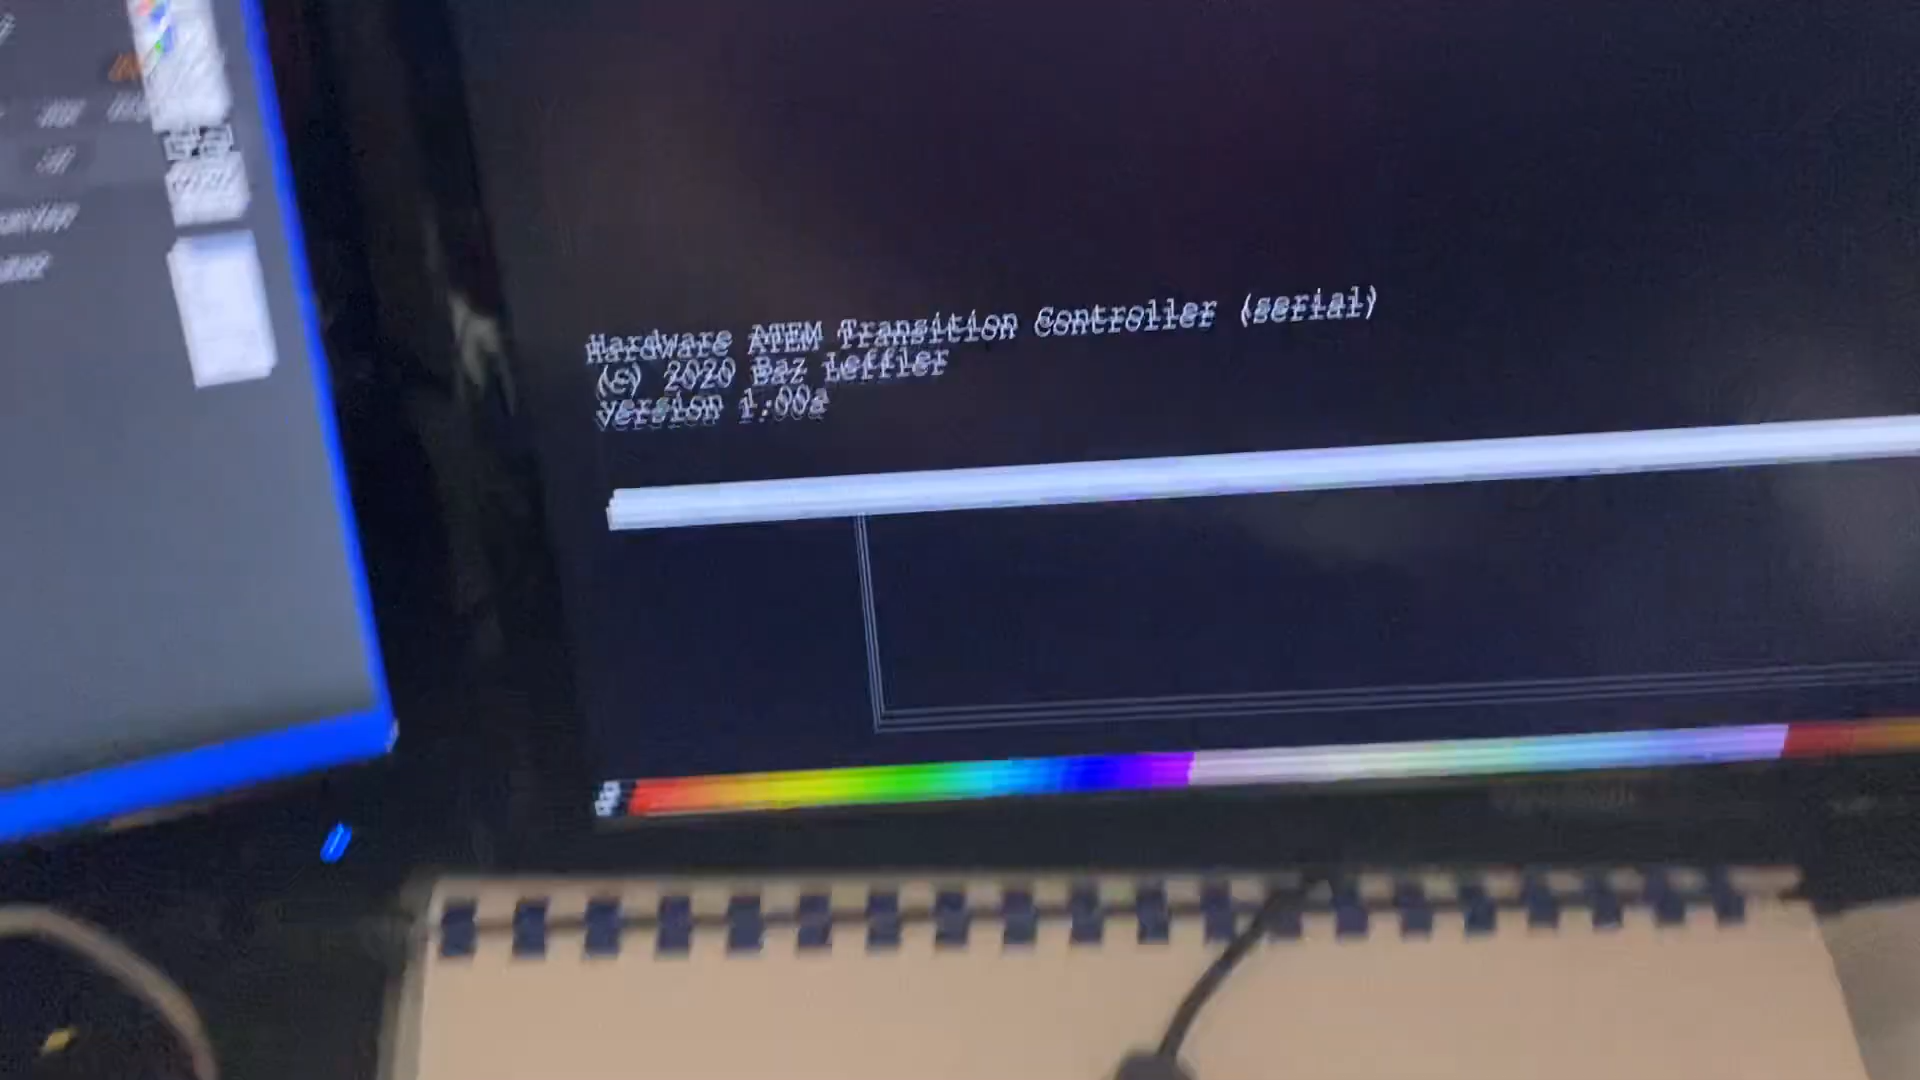 Hardware ATEM Transition Controller (serial)
(c) 2020 Baz Leffler
version 1:00a